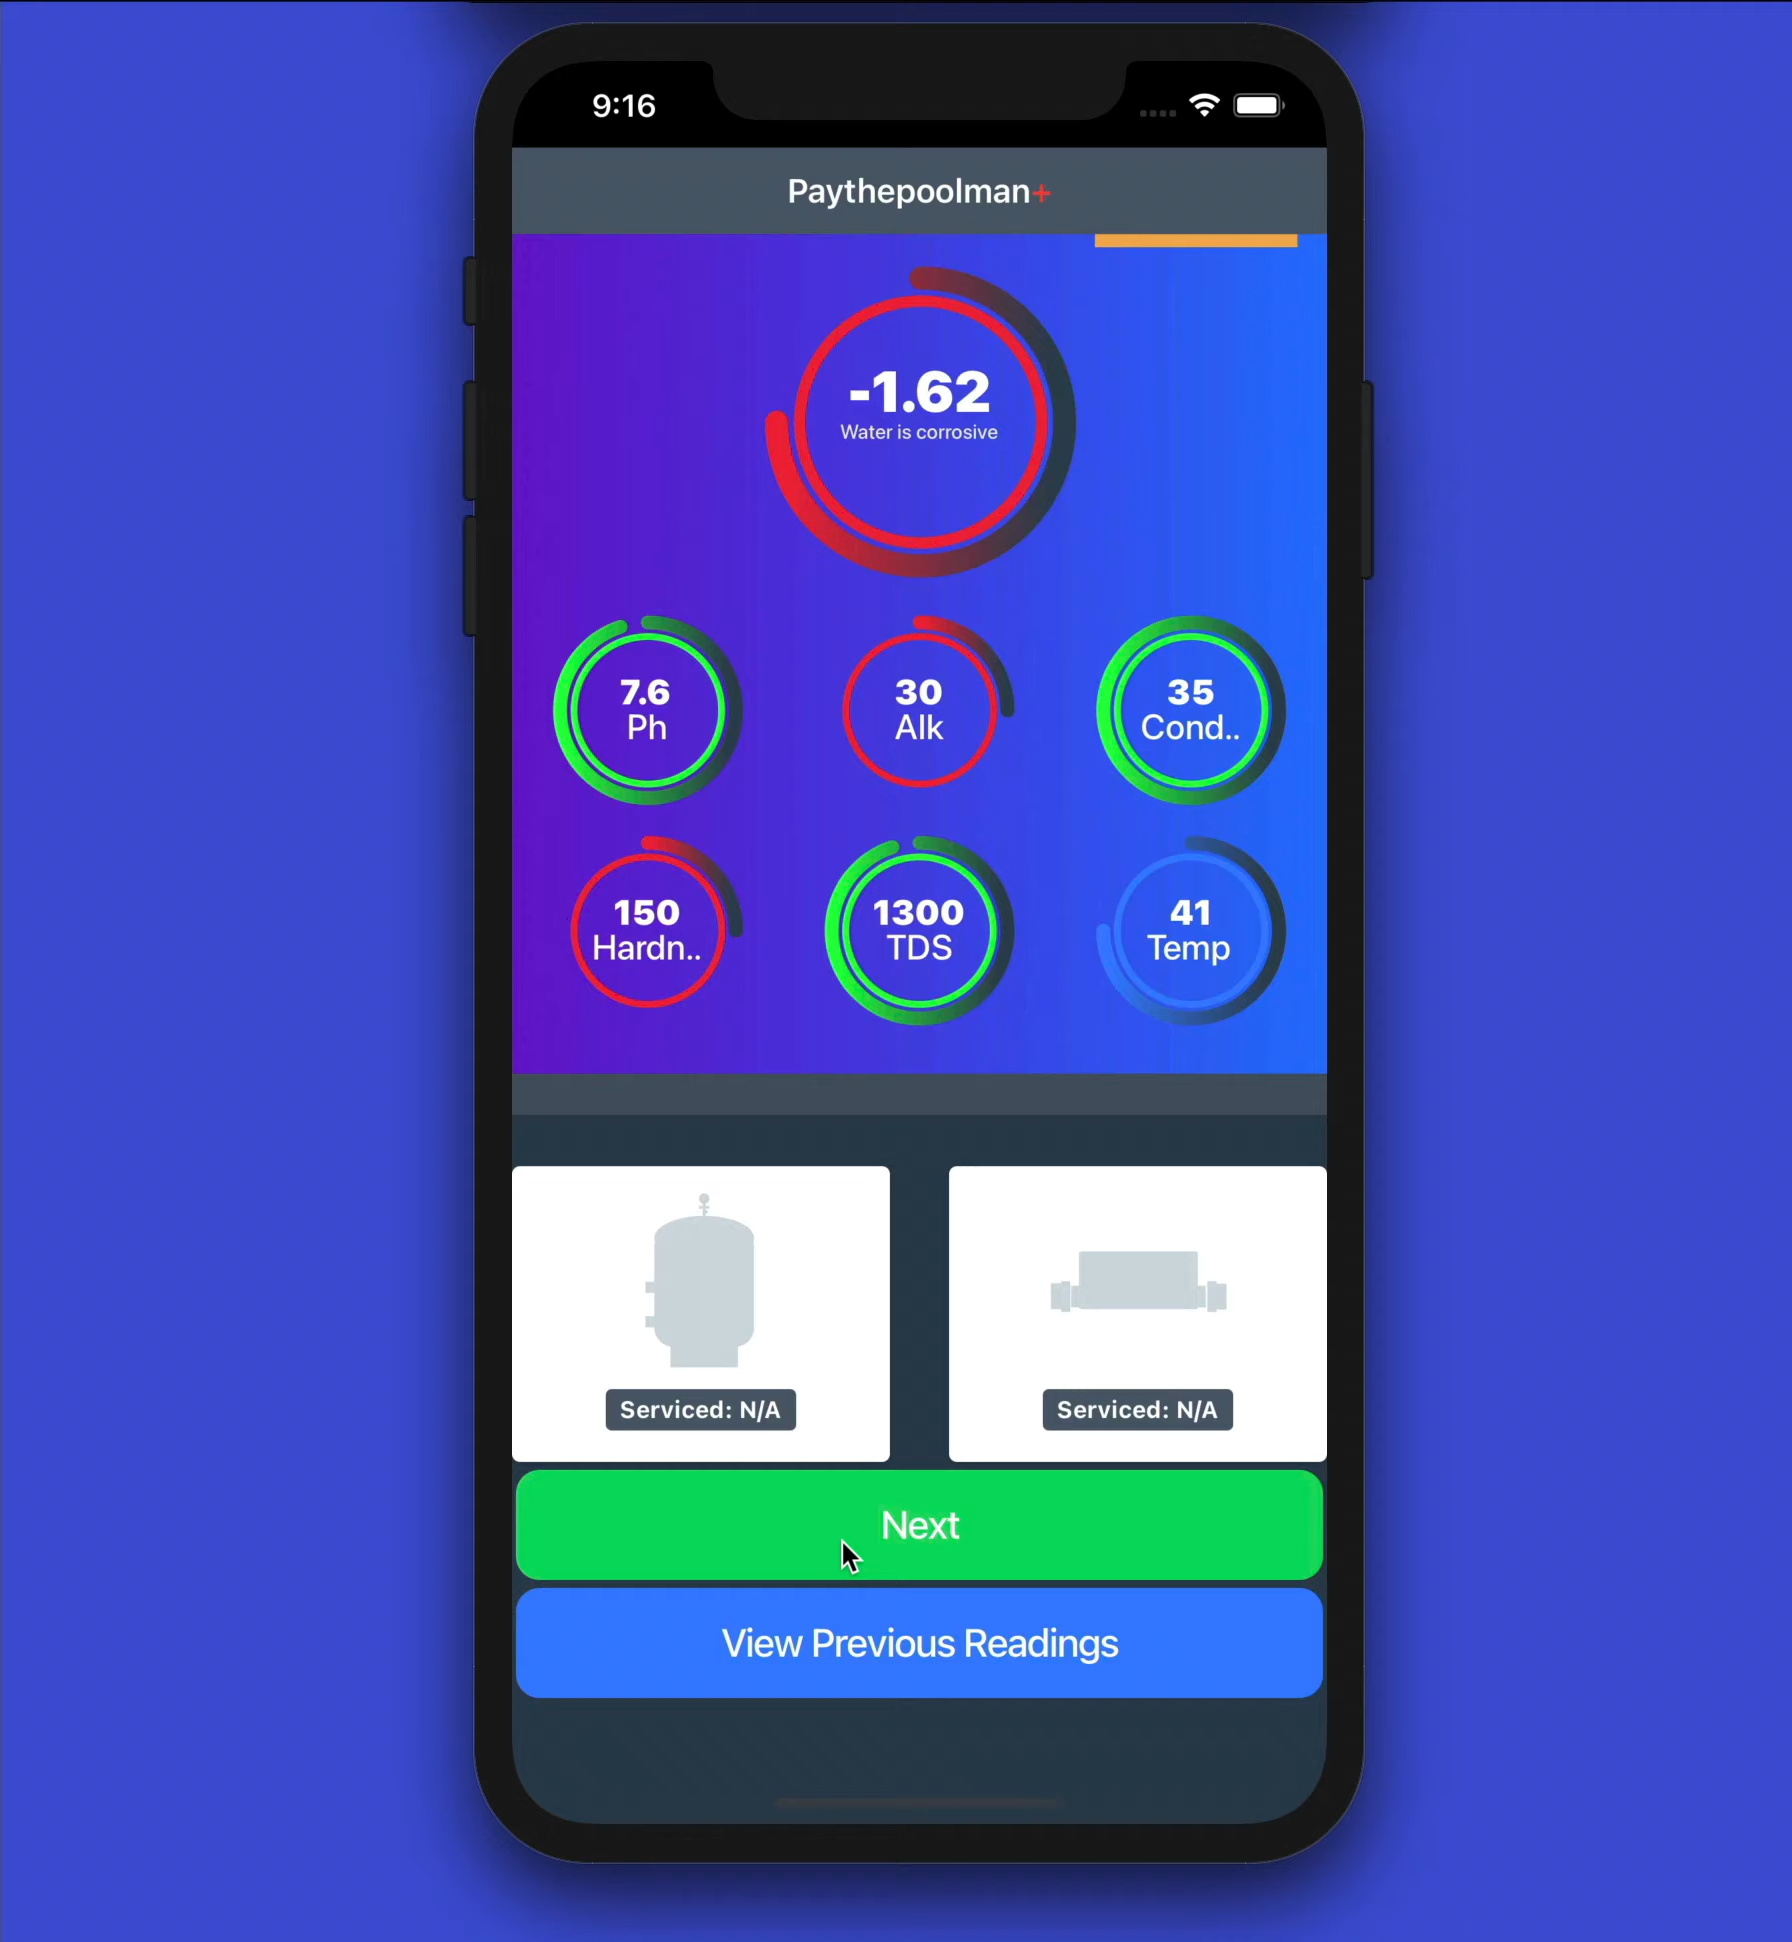 9:16
Paythepoolman+
-1.62
Water is corrosive
7.6
Ph
30
Alk
35
Cond..
150
Hardn..
1300
TDS
41
Temp
Serviced: N/A
Serviced: N/A
Next
View Previous Readings